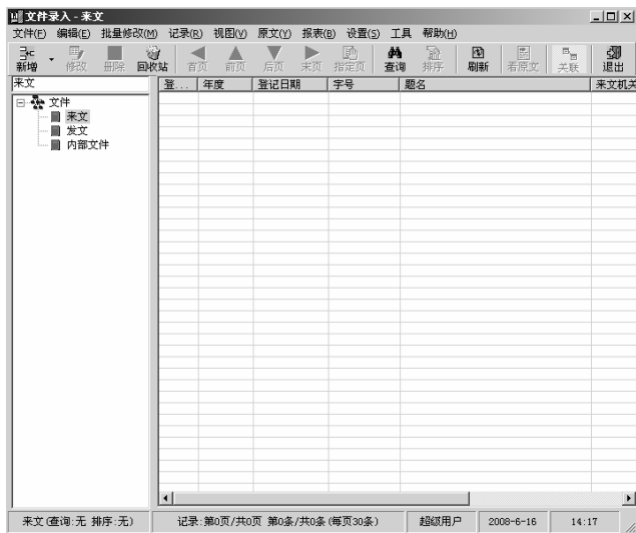 文件录入 - 来文
文件(F) 编辑(E) 批量修改(M) 记录(R) 视图(V) 原文(Y) 报表(B) 设置(S) 工具 帮助(H)
新增 修改 删除 回收站 首页 前页 后页 末页 指定页 查询 排序 刷新 看原文 关联 退出
来文 登... 年度 登记日期 字号 题名 来文机关
文件
来文
发文
内部文件
来文(查询:无 排序:无) 记录:第0页/共0页 第0条/共0条(每页30条) 超级用户 2008-6-16 14:17